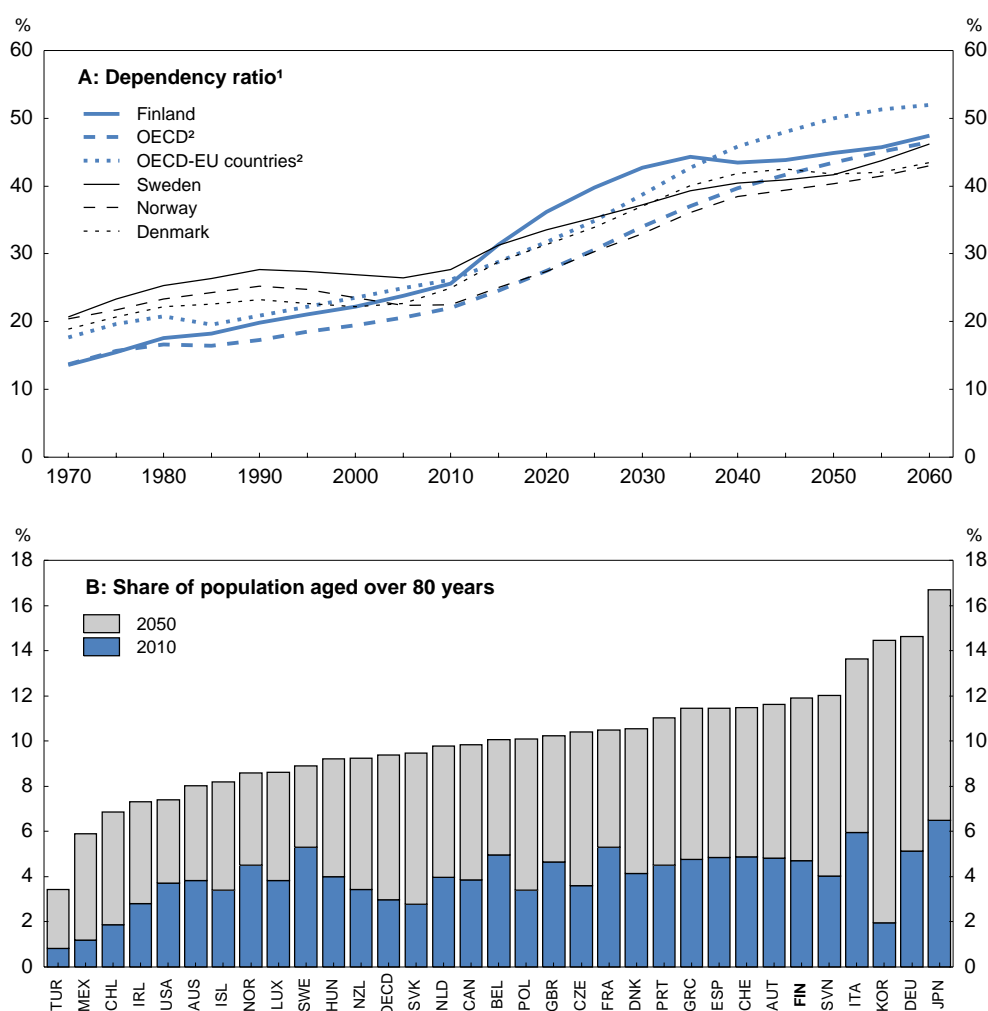 % %
60 60
A: Dependency ratio¹
Finland
50 50
OECD²
OECD-EU countries²
Sweden
40 40
Norway
Denmark
30 30
20 20
10 10
0 0
1970 1980 1990 2000 2010 2020 2030 2040 2050 2060
% %
18 18
B: Share of population aged over 80 years
16 16
2050
2010
14 14
12 12
10 10
8 8
6 6
4 4
2 2
0 0
TUR MEX CHL IRL USA AUS ISL NOR LUX SWE HUN NZL OECD SVK NLD CAN BEL POL GBR CZE FRA DNK PRT GRC ESP CHE AUT FIN SVN ITA KOR DEU JPN